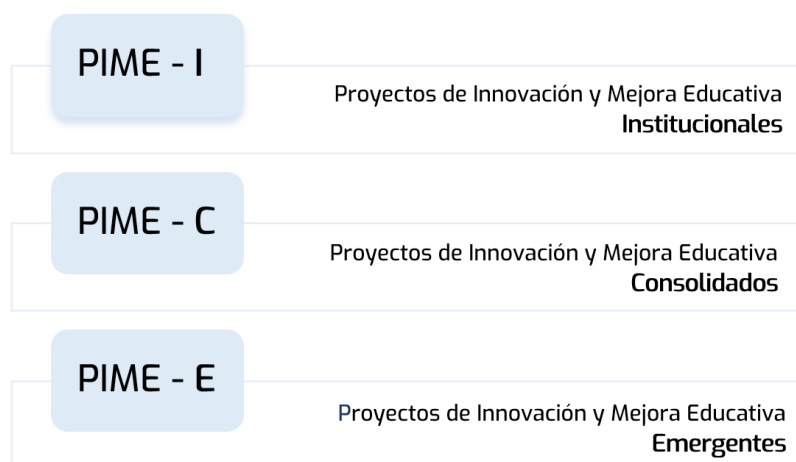 PIME - I
Proyectos de Innovación y Mejora Educativa
Institucionales
PIME - C
Proyectos de Innovación y Mejora Educativa
Consolidados
PIME - E
Proyectos de Innovación y Mejora Educativa
Emergentes